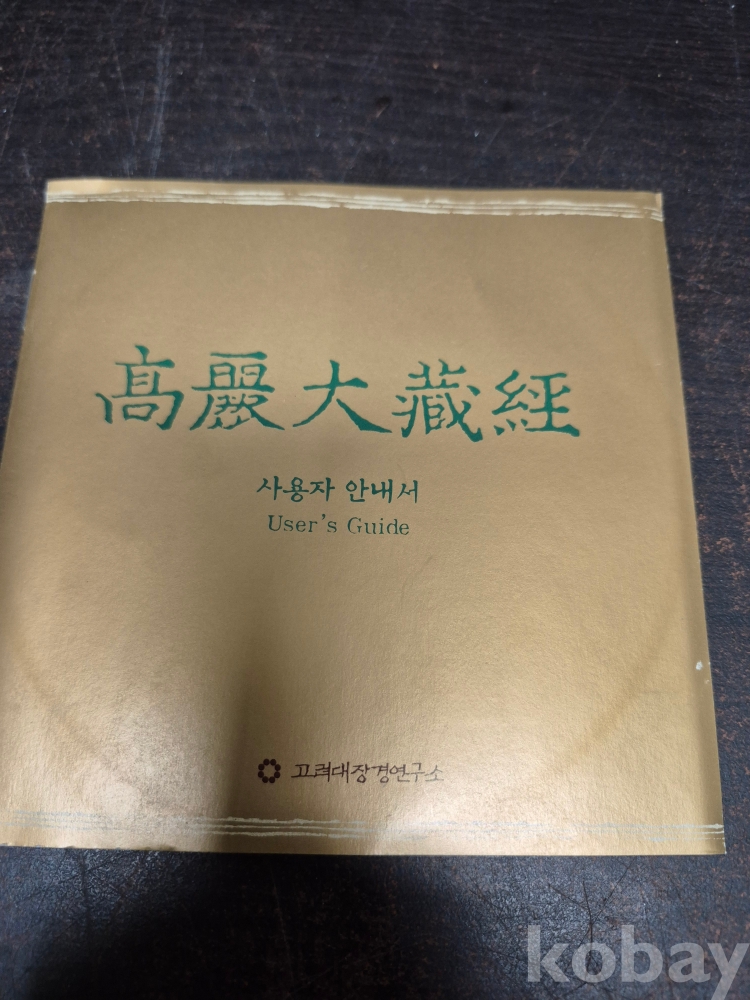 高麗大藏經
사용자 안내서
User's Guide
고려대장경연구소
kobay